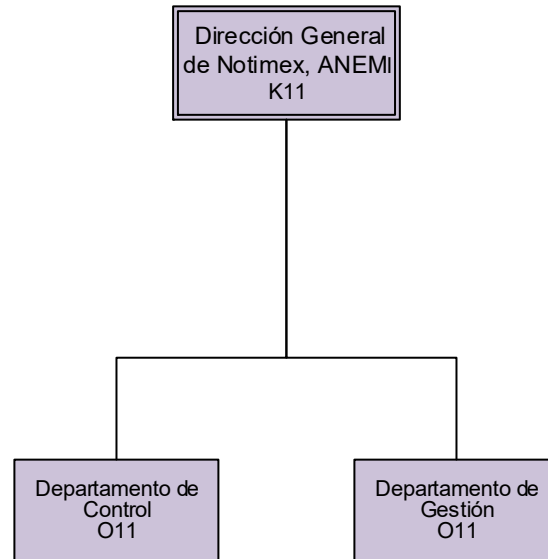 Dirección General
de Notimex, ANEMI
K11
Departamento de
Control
O11
Departamento de
Gestión
O11